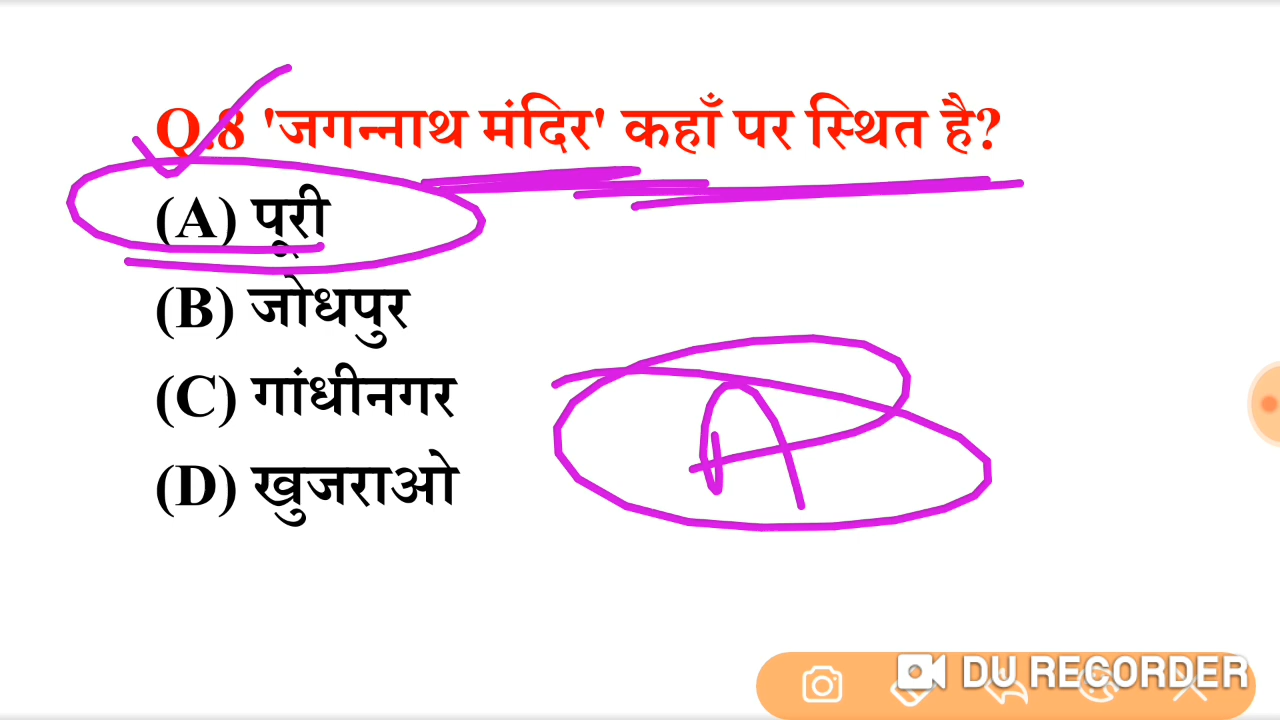 Q.8 'जगन्नाथ मंदिर' कहाँ पर स्थित है?
(A) पूरी
(B) जोधपुर
(C) गांधीनगर
(D) खुजराओ
A
DU RECORDER